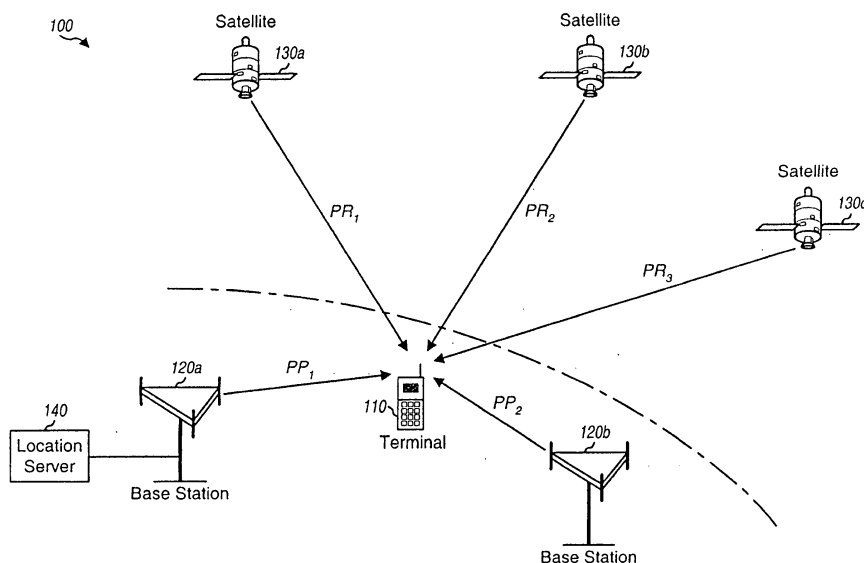 100
Satellite
130a
Satellite
130b
Satellite
130c
PR1
PR2
PR3
120a
PP1
140
Location
Server
110
Terminal
PP2
120b
Base Station
Base Station